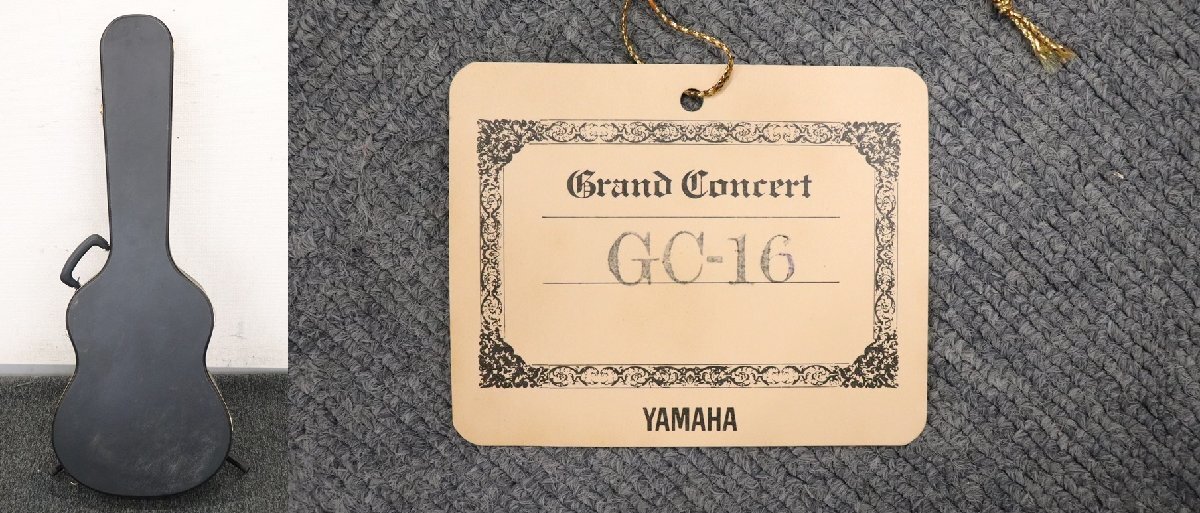 Grand Concert
GC-16
YAMAHA